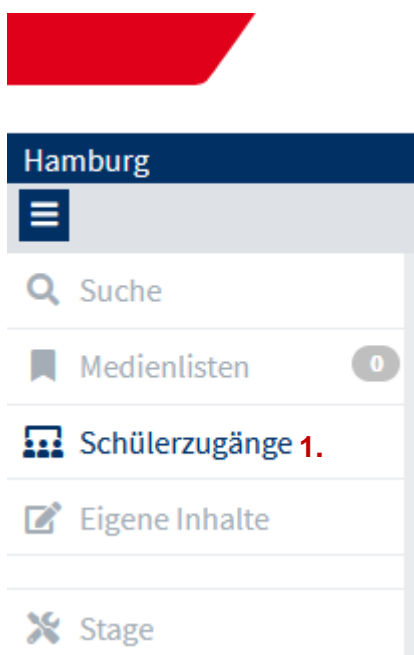 Hamburg
Suche
Medienlisten 0
Schülerzugänge 1.
Eigene Inhalte
Stage